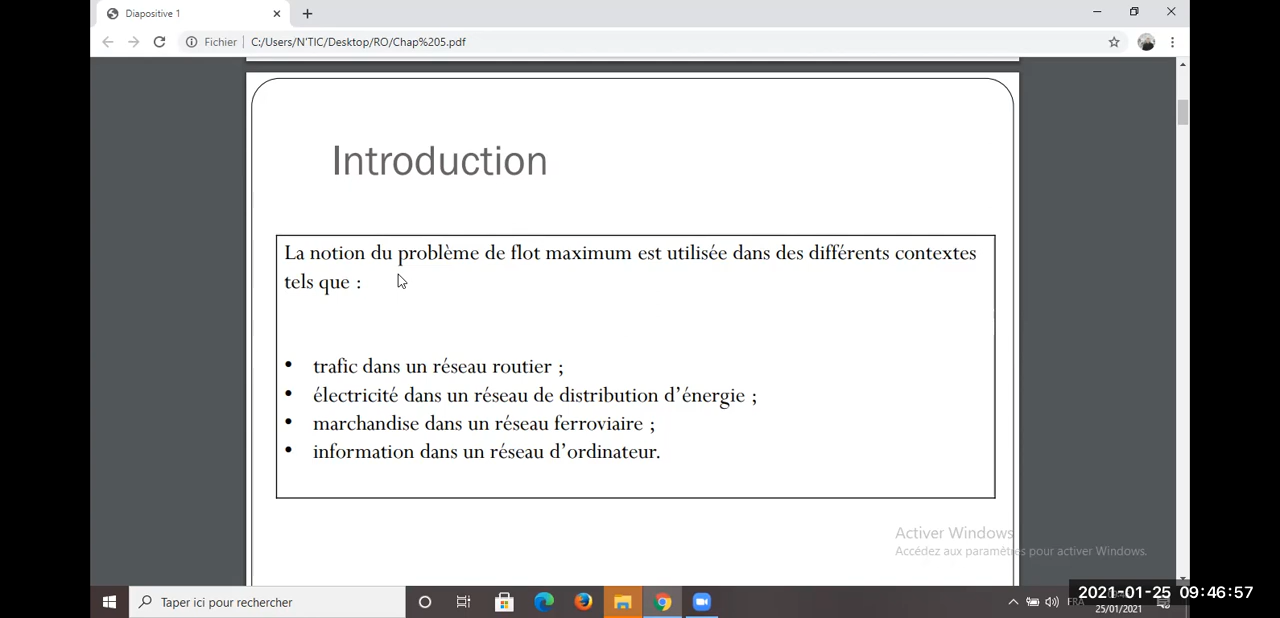 Diapositive 1
Fichier
C:/Users/N'TIC/Desktop/RO/Chap%205.pdf
Introduction
La notion du problème de flot maximum est utilisée dans des différents contextes
tels que :
• trafic dans un réseau routier ;
• électricité dans un réseau de distribution d’énergie ;
• marchandise dans un réseau ferroviaire ;
• information dans un réseau d’ordinateur.
Activer Windows
Accédez aux paramètres pour activer Windows.
Taper ici pour rechercher
FRA
2021-01-25 09:46:57
25/01/2021